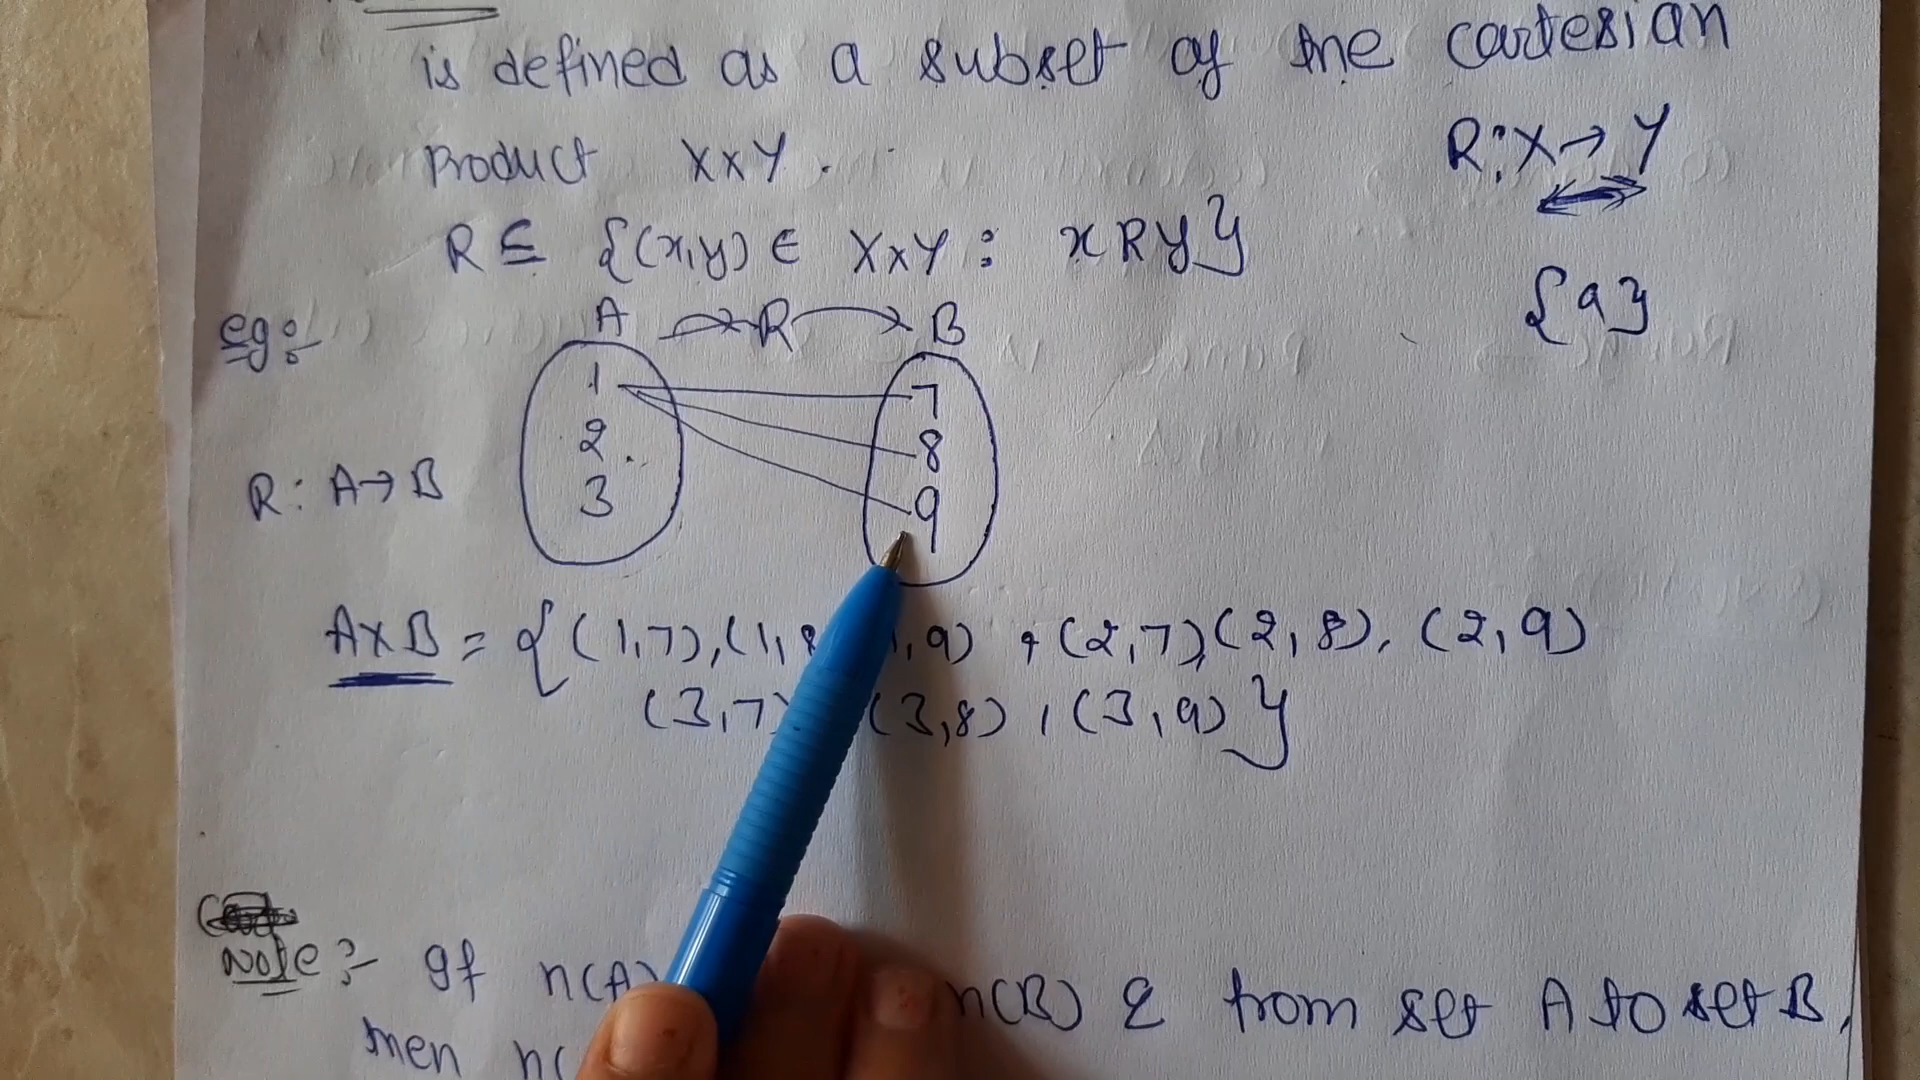 is defined as a subset of the cartesian
Product X×Y.
R:X→Y
R ⊆ {(x,y) ∈ X×Y : x R y}
{a}
eg:-
A → R → B
1 7
2 8
3 9
R: A→B
A×B = {(1,7),(1,8 1,9) , (2,7),(2,8), (2,9)
(3,7) (3,8) , (3,9)}
Note:- If n(A) n(B) & from set A to set B,
then n(